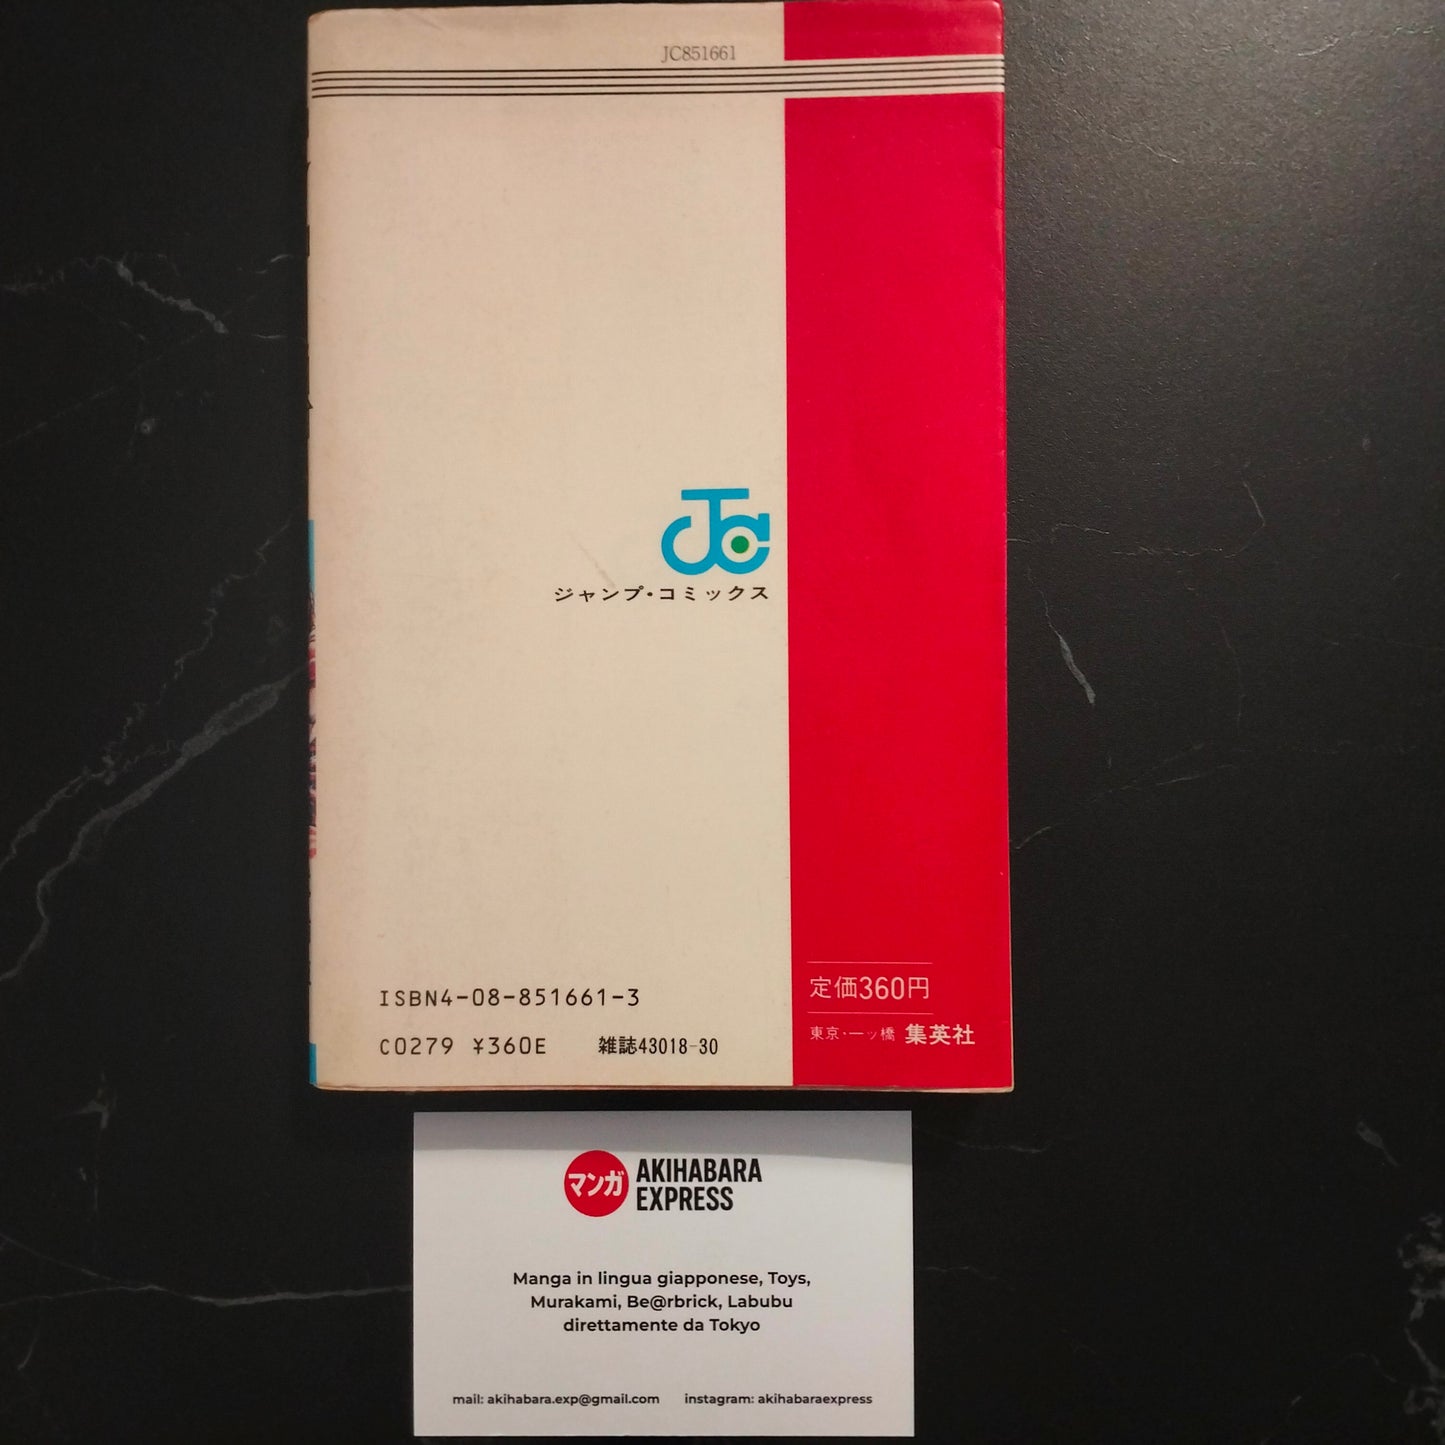 JC851661
JC
ジャンプ・コミックス
ISBN4-08-851661-3
C0279 ¥360E 雑誌43018-30
定価360円
東京・一ッ橋 集英社
マンガ AKIHABARA
EXPRESS
Manga in lingua giapponese, Toys,
Murakami, Be@rbrick, Labubu
direttamente da Tokyo
mail: akihabara.exp@gmail.com instagram: akihabaraexpress